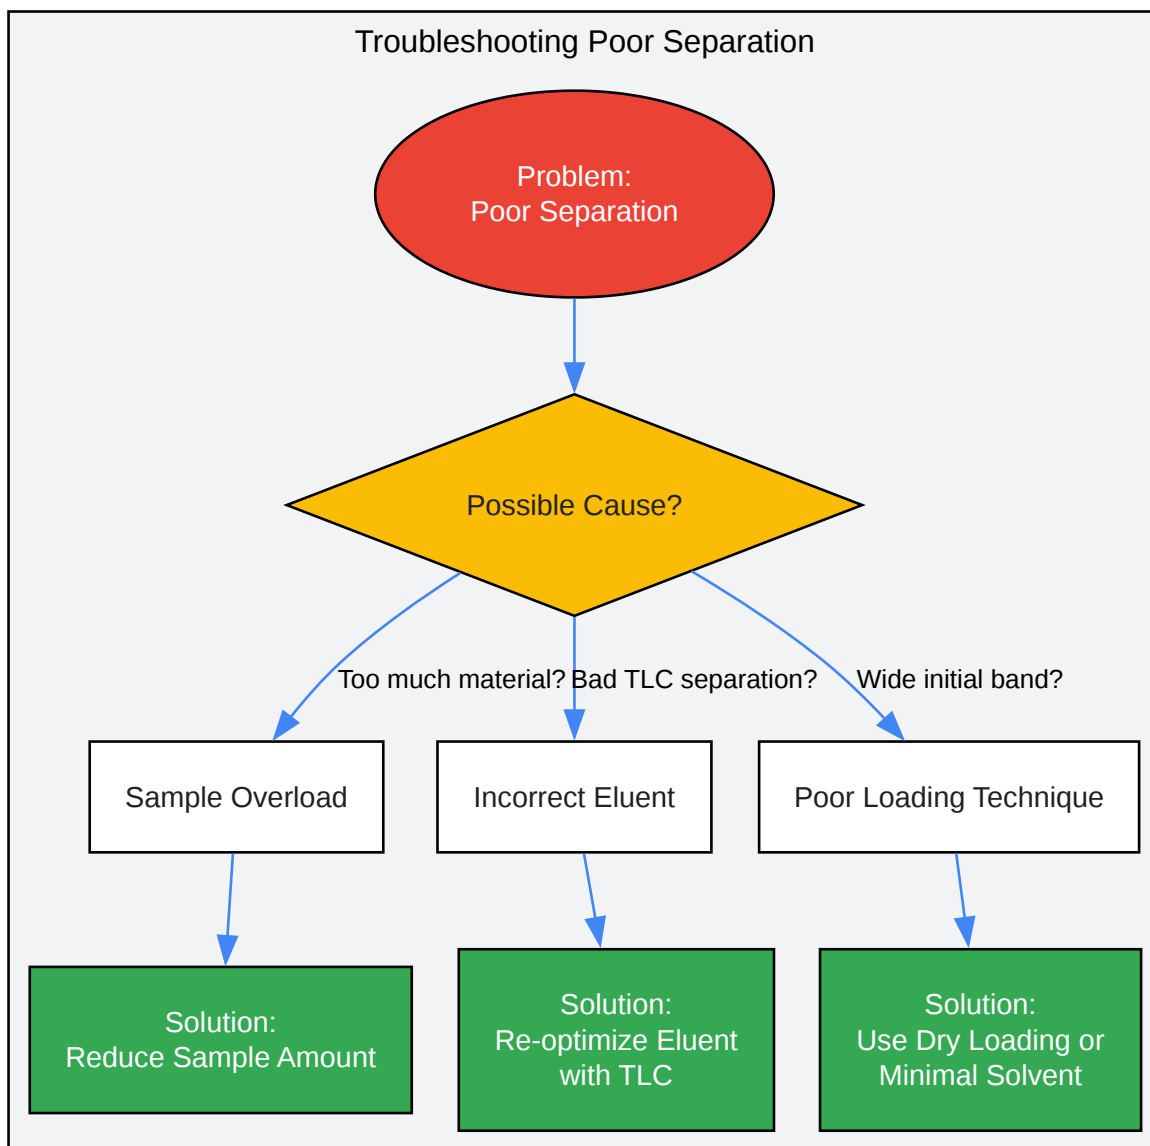 Troubleshooting Poor Separation
Problem:
Poor Separation
Possible Cause?
Too much material?
Bad TLC separation?
Wide initial band?
Sample Overload
Incorrect Eluent
Poor Loading Technique
Solution:
Reduce Sample Amount
Solution:
Re-optimize Eluent
with TLC
Solution:
Use Dry Loading or
Minimal Solvent